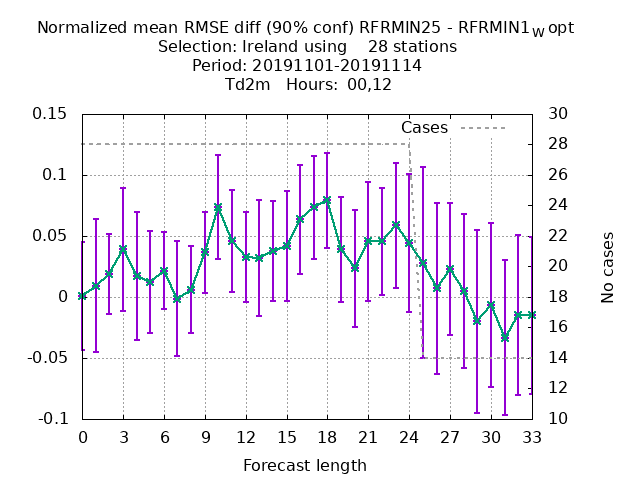 Normalized mean RMSE diff (90% conf) RFRMIN25 - RFRMIN1WOpt
Selection: Ireland using 28 stations
Period: 20191101-20191114
Td2m Hours: 00,12
0.15
0.1
0.05
0
-0.05
-0.1
Cases
30
28
26
24
22
20
18
16
14
12
10
No cases
0 3 6 9 12 15 18 21 24 27 30 33
Forecast length